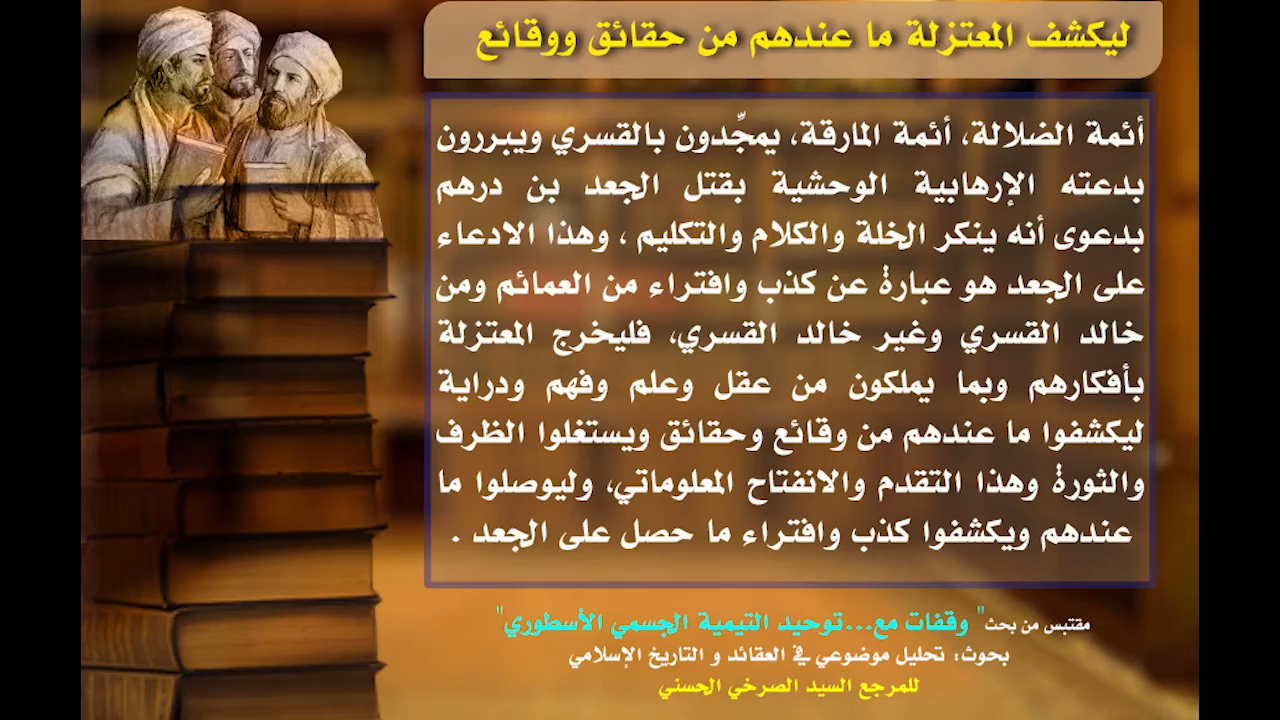 ليكشف المعتزلة ما عندهم من حقائق ووقائع
أئمة الضلالة، أئمة المارقة، يمجِّدون بالقسري ويبررون
بدعته الإرهابية الوحشية بقتل الجعد بن درهم
بدعوى أنه ينكر الخلة والكلام والتكليم ، وهذا الادعاء
على الجعد هو عبارة عن كذب وافتراء من العمائم ومن
خالد القسري وغير خالد القسري، فليخرج المعتزلة
بأفكارهم وبما يملكون من عقل وعلم وفهم ودراية
ليكشفوا ما عندهم من وقائع وحقائق ويستغلوا الظرف
والثورة وهذا التقدم والانفتاح المعلوماتي، وليوصلوا ما
عندهم ويكشفوا كذب وافتراء ما حصل على الجعد .
مقتبس من بحث" وقفات مع...توحيد التيمية الجسمي الأسطوري"
بحوث: تحليل موضوعي في العقائد و التاريخ الإسلامي
للمرجع السيد الصرخي الحسني